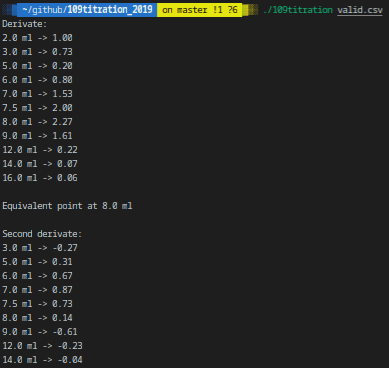 ~/github/109titration_2019 on master !1 ?6 ./109titration valid.csv
Derivate:
2.0 ml -> 1.00
3.0 ml -> 0.73
5.0 ml -> 0.20
6.0 ml -> 0.80
7.0 ml -> 1.53
7.5 ml -> 2.00
8.0 ml -> 2.27
9.0 ml -> 1.61
12.0 ml -> 0.22
14.0 ml -> 0.07
16.0 ml -> 0.06
Equivalent point at 8.0 ml
Second derivate:
3.0 ml -> -0.27
5.0 ml -> 0.31
6.0 ml -> 0.67
7.0 ml -> 0.87
7.5 ml -> 0.73
8.0 ml -> 0.14
9.0 ml -> -0.61
12.0 ml -> -0.23
14.0 ml -> -0.04